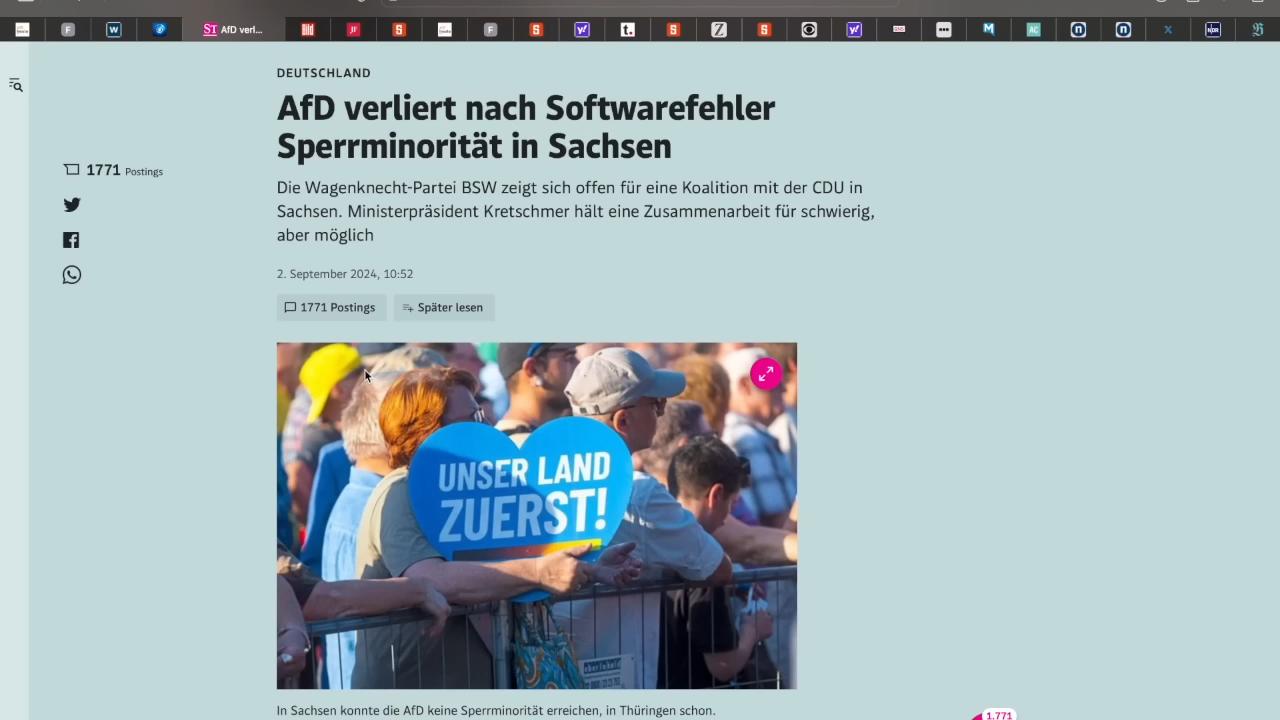 ST AfD verl...
Bild
JF
DEUTSCHLAND
AfD verliert nach Softwarefehler
Sperrminorität in Sachsen
Die Wagenknecht-Partei BSW zeigt sich offen für eine Koalition mit der CDU in
Sachsen. Ministerpräsident Kretschmer hält eine Zusammenarbeit für schwierig,
aber möglich
2. September 2024, 10:52
1771 Postings
1771 Postings
Später lesen
UNSER LAND
ZUERST!
In Sachsen konnte die AfD keine Sperrminorität erreichen, in Thüringen schon.
1.771